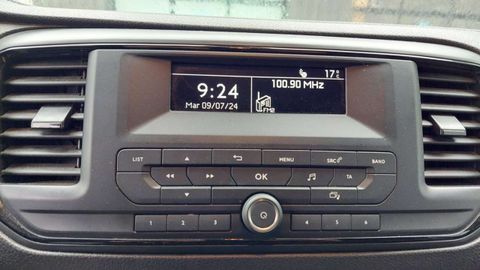 17°C
9:24
100.90 MHz
Mar 09/07/24
FM2
LIST
MENU
SRC
BAND
OK
TA
1 2 3 4 5 6